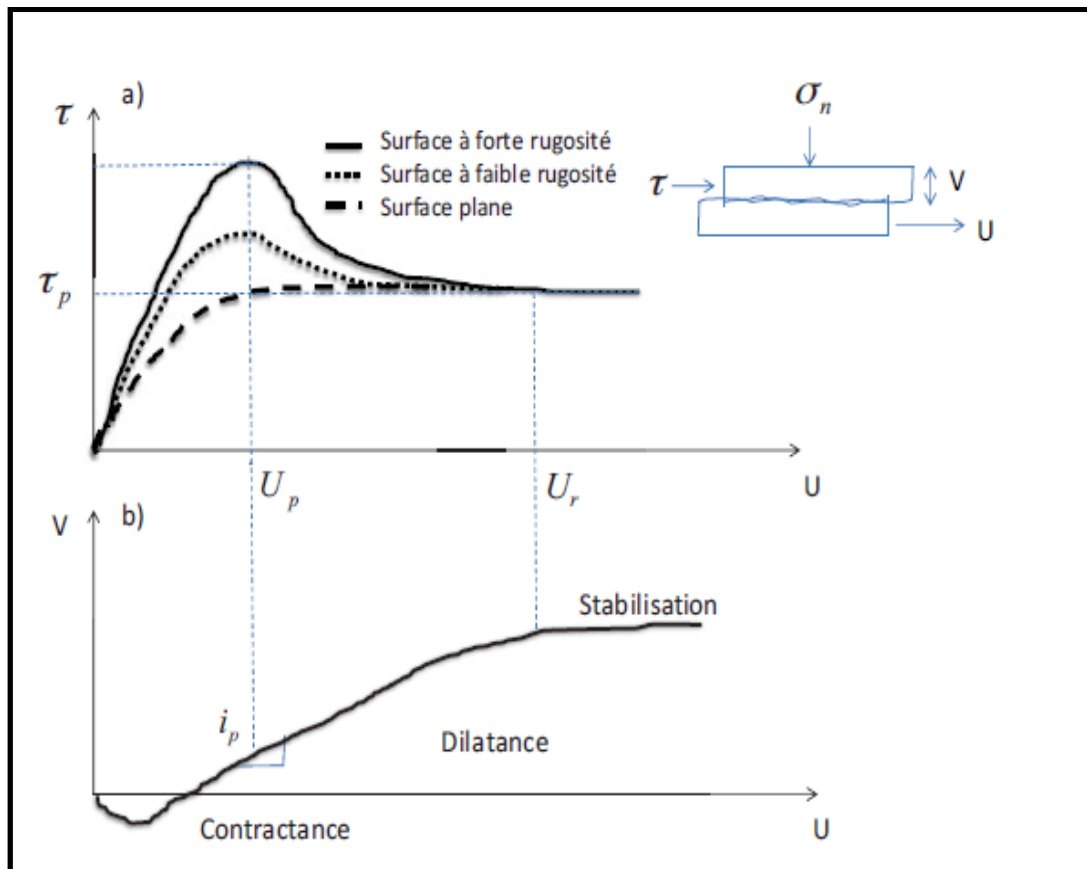 a)
τ
Surface à forte rugosité
Surface à faible rugosité
Surface plane
σn
τ
V
U
τp
Up
Ur
U
V
b)
Stabilisation
ip
Dilatance
Contractance
U